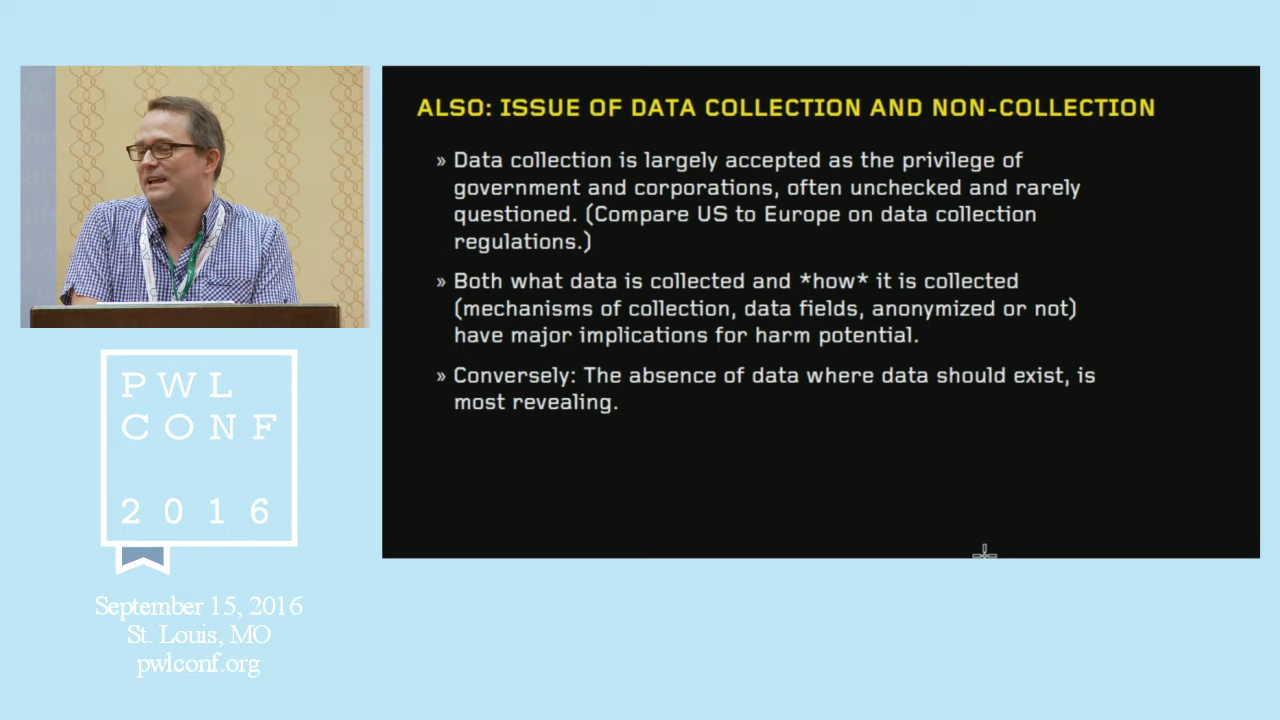 ALSO: ISSUE OF DATA COLLECTION AND NON-COLLECTION
» Data collection is largely accepted as the privilege of
government and corporations, often unchecked and rarely
questioned. (Compare US to Europe on data collection
regulations.)
» Both what data is collected and *how* it is collected
(mechanisms of collection, data fields, anonymized or not)
have major implications for harm potential.
» Conversely: The absence of data where data should exist, is
most revealing.
PWL
CONF
2016
September 15, 2016
St. Louis, MO
pwlconf.org